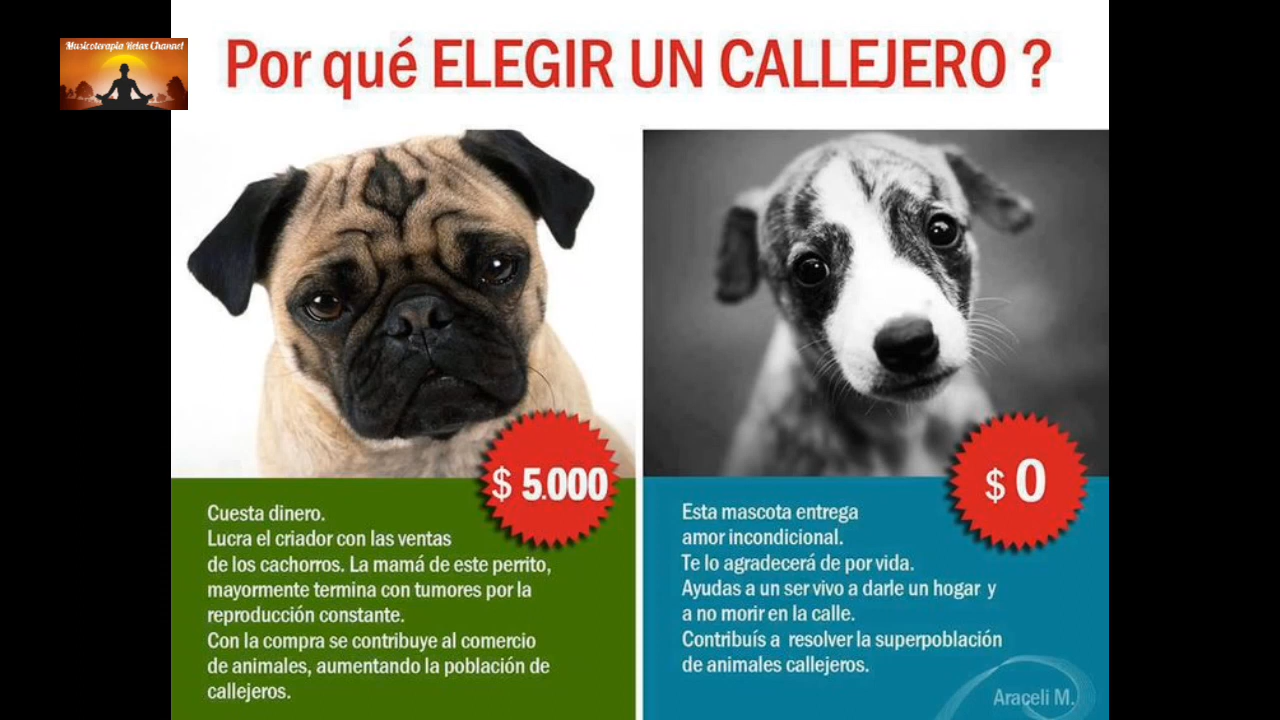 Musicoterapia Relax Channel
Por qué ELEGIR UN CALLEJERO ?
$ 5.000
Cuesta dinero.
Lucra el criador con las ventas
de los cachorros. La mamá de este perrito,
mayormente termina con tumores por la
reproducción constante.
Con la compra se contribuye al comercio
de animales, aumentando la población de
callejeros.
$ 0
Esta mascota entrega
amor incondicional.
Te lo agradecerá de por vida.
Ayudas a un ser vivo a darle un hogar y
a no morir en la calle.
Contribuís a resolver la superpoblación
de animales callejeros.
Araceli M.